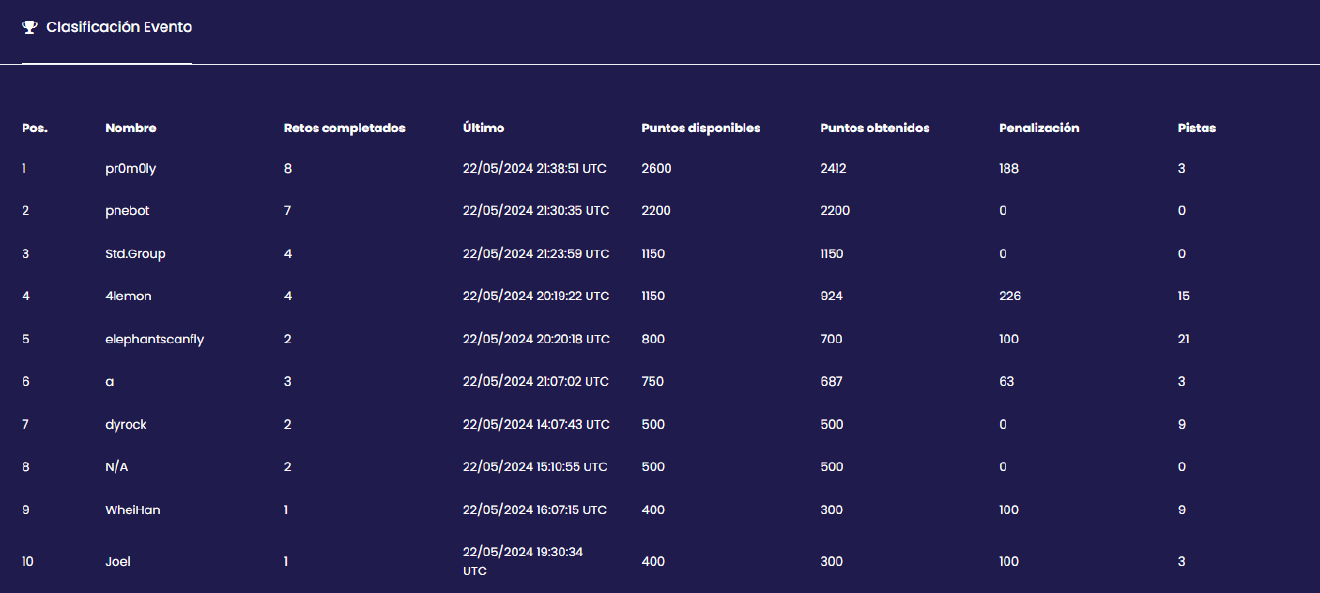 Clasificación Evento
Pos. Nombre Retos completados Último Puntos disponibles Puntos obtenidos Penalización Pistas
1 pr0m0ly 8 22/05/2024 21:38:51 UTC 2600 2412 188 3
2 pnebot 7 22/05/2024 21:30:35 UTC 2200 2200 0 0
3 Std.Group 4 22/05/2024 21:23:59 UTC 1150 1150 0 0
4 4lemon 4 22/05/2024 20:19:22 UTC 1150 924 226 15
5 elephantscanfly 2 22/05/2024 20:20:18 UTC 800 700 100 21
6 a 3 22/05/2024 21:07:02 UTC 750 687 63 3
7 dyrock 2 22/05/2024 14:07:43 UTC 500 500 0 9
8 N/A 2 22/05/2024 15:10:55 UTC 500 500 0 0
9 WheiHan 1 22/05/2024 16:07:15 UTC 400 300 100 9
10 Joel 1 22/05/2024 19:30:34 UTC 400 300 100 3